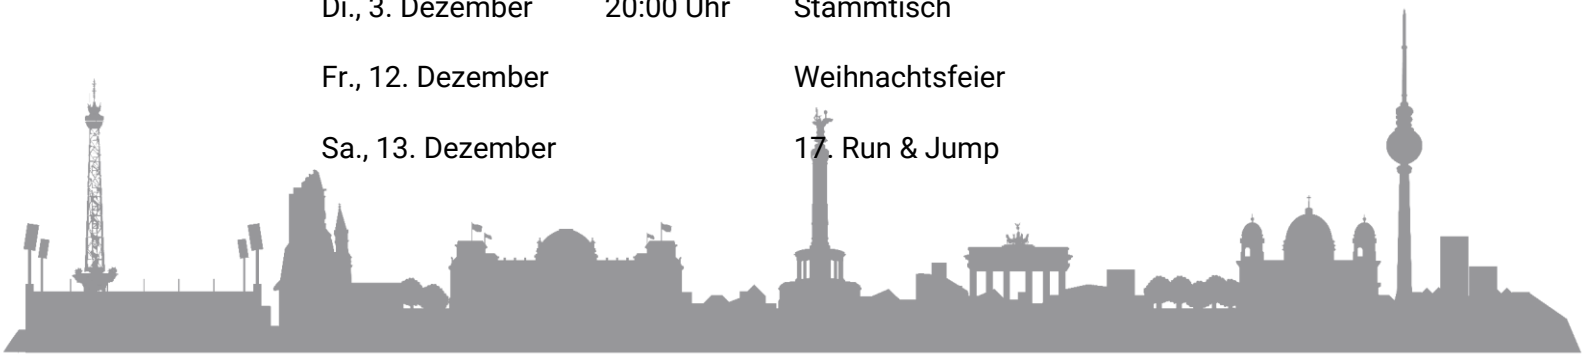 Di., 3. Dezember 20:00 Uhr Stammtisch
Fr., 12. Dezember Weihnachtsfeier
Sa., 13. Dezember 17. Run & Jump